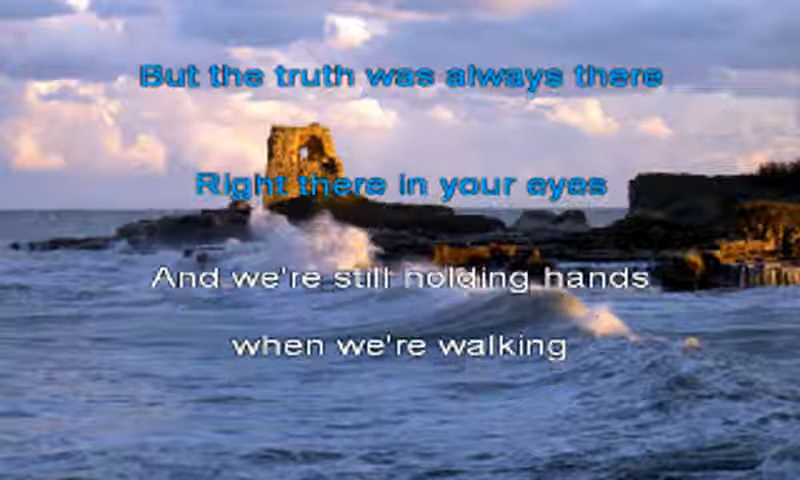 But the truth was always there
Right there in your eyes
And we're still holding hands
when we're walking